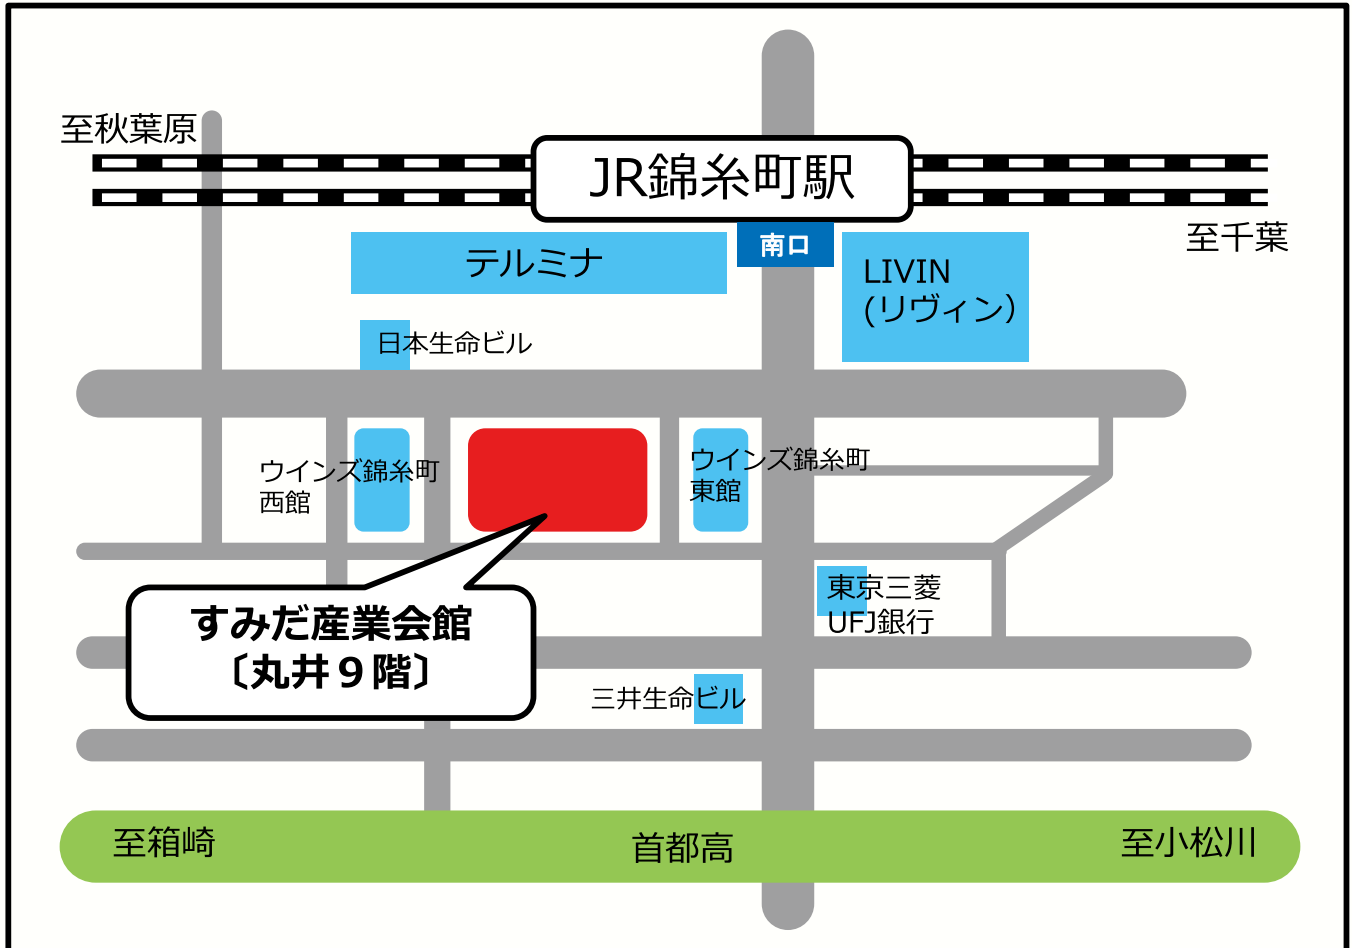 至秋葉原
JR錦糸町駅
至千葉
南口
テルミナ
LIVIN
(リヴィン）
日本生命ビル
ウインズ錦糸町
西館
ウインズ錦糸町
東館
東京三菱
UFJ銀行
すみだ産業会館
〔丸井９階〕
三井生命ビル
至箱崎
首都高
至小松川